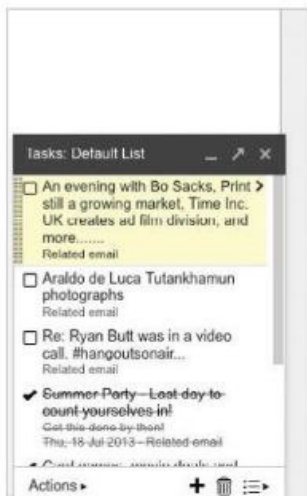 Tasks: Default List
An evening with Bo Sacks, Print
still a growing market, Time Inc.
UK creates ad film division, and
more.......
Related email
Araldo de Luca Tutankhamun
photographs
Related email
Re: Ryan Butt was in a video
call. #hangoutsonair...
Related email
Summer Party - Last day to
count yourselves in!
Get this done by then!
Thu, 18 Jul 2013 - Related email
Actions